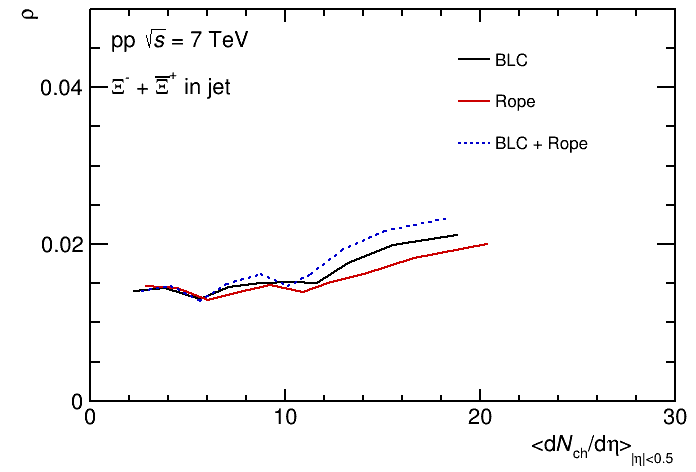 ρ
pp √s = 7 TeV
Ξ⁻ + Ξ̅⁺ in jet
BLC
Rope
BLC + Rope
0.04
0.02
0
0 10 20 30
<dN_ch/dη>_|η|<0.5